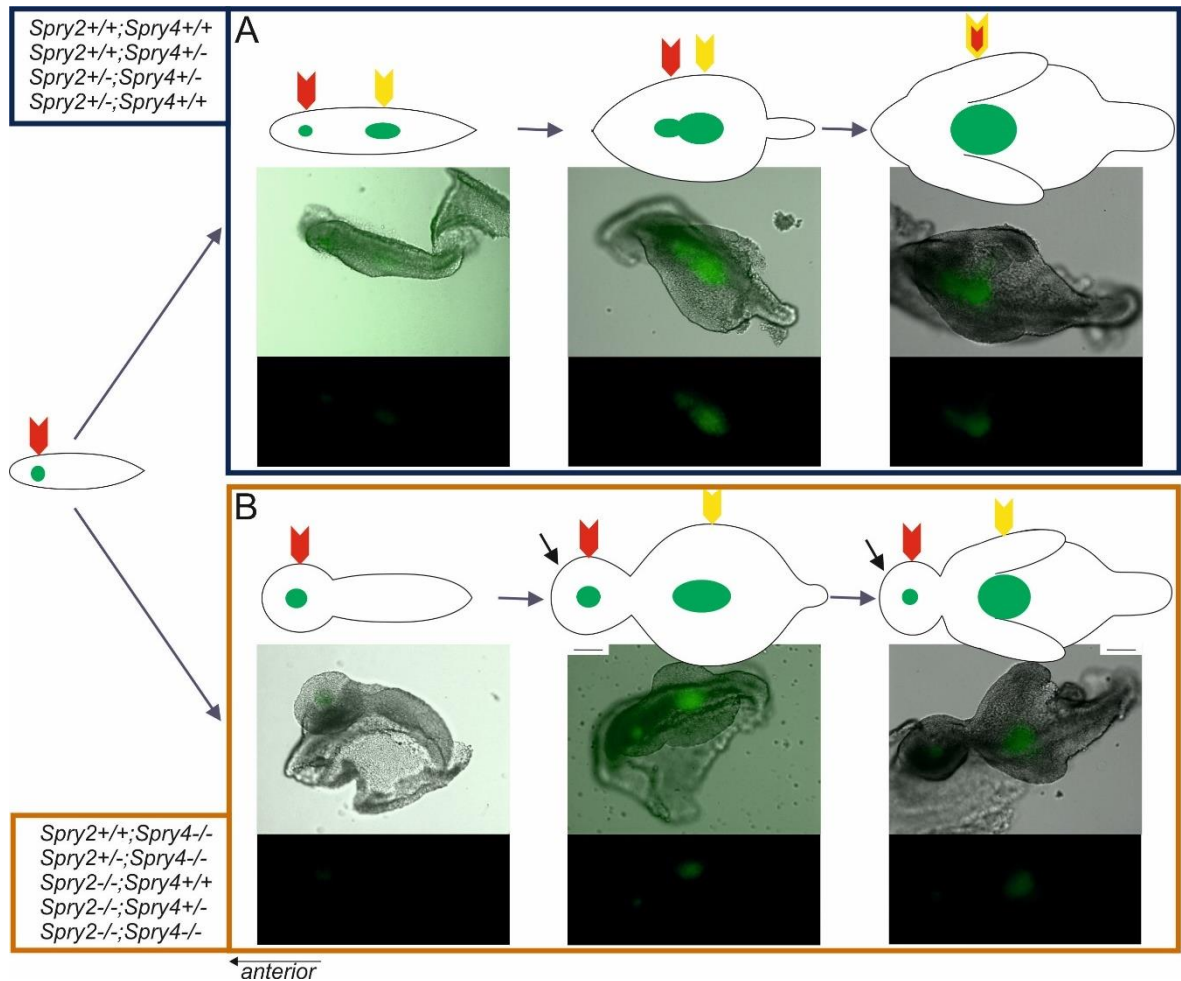 Spry2+/+;Spry4+/+
Spry2+/+;Spry4+/-
Spry2+/-;Spry4+/-
Spry2+/-;Spry4+/+
A
B
Spry2+/+;Spry4-/-
Spry2+/-;Spry4-/-
Spry2-/-;Spry4+/+
Spry2-/-;Spry4+/-
Spry2-/-;Spry4-/-
anterior